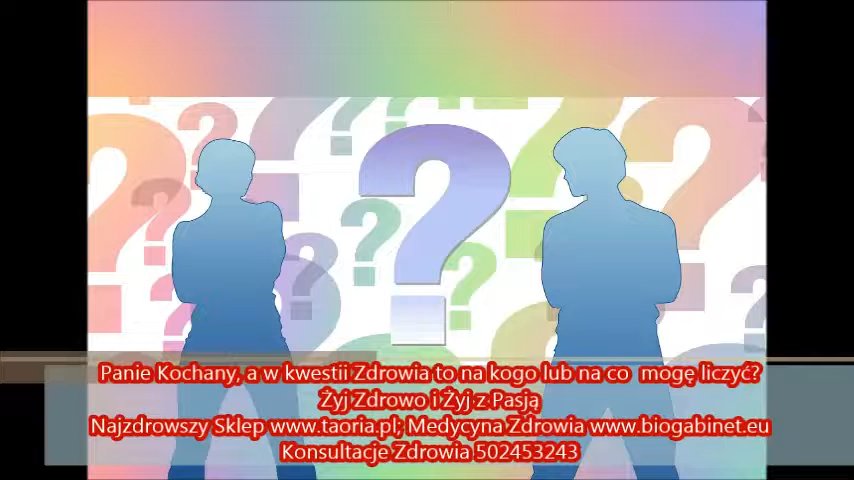 Panie Kochany, a w kwestii Zdrowia to na kogo lub na co mogę liczyć?
Żyj Zdrowo i Żyj z Pasją
Najzdrowszy Sklep www.taoria.pl; Medycyna Zdrowia www.biogabinet.eu
Konsultacje Zdrowia 502453243